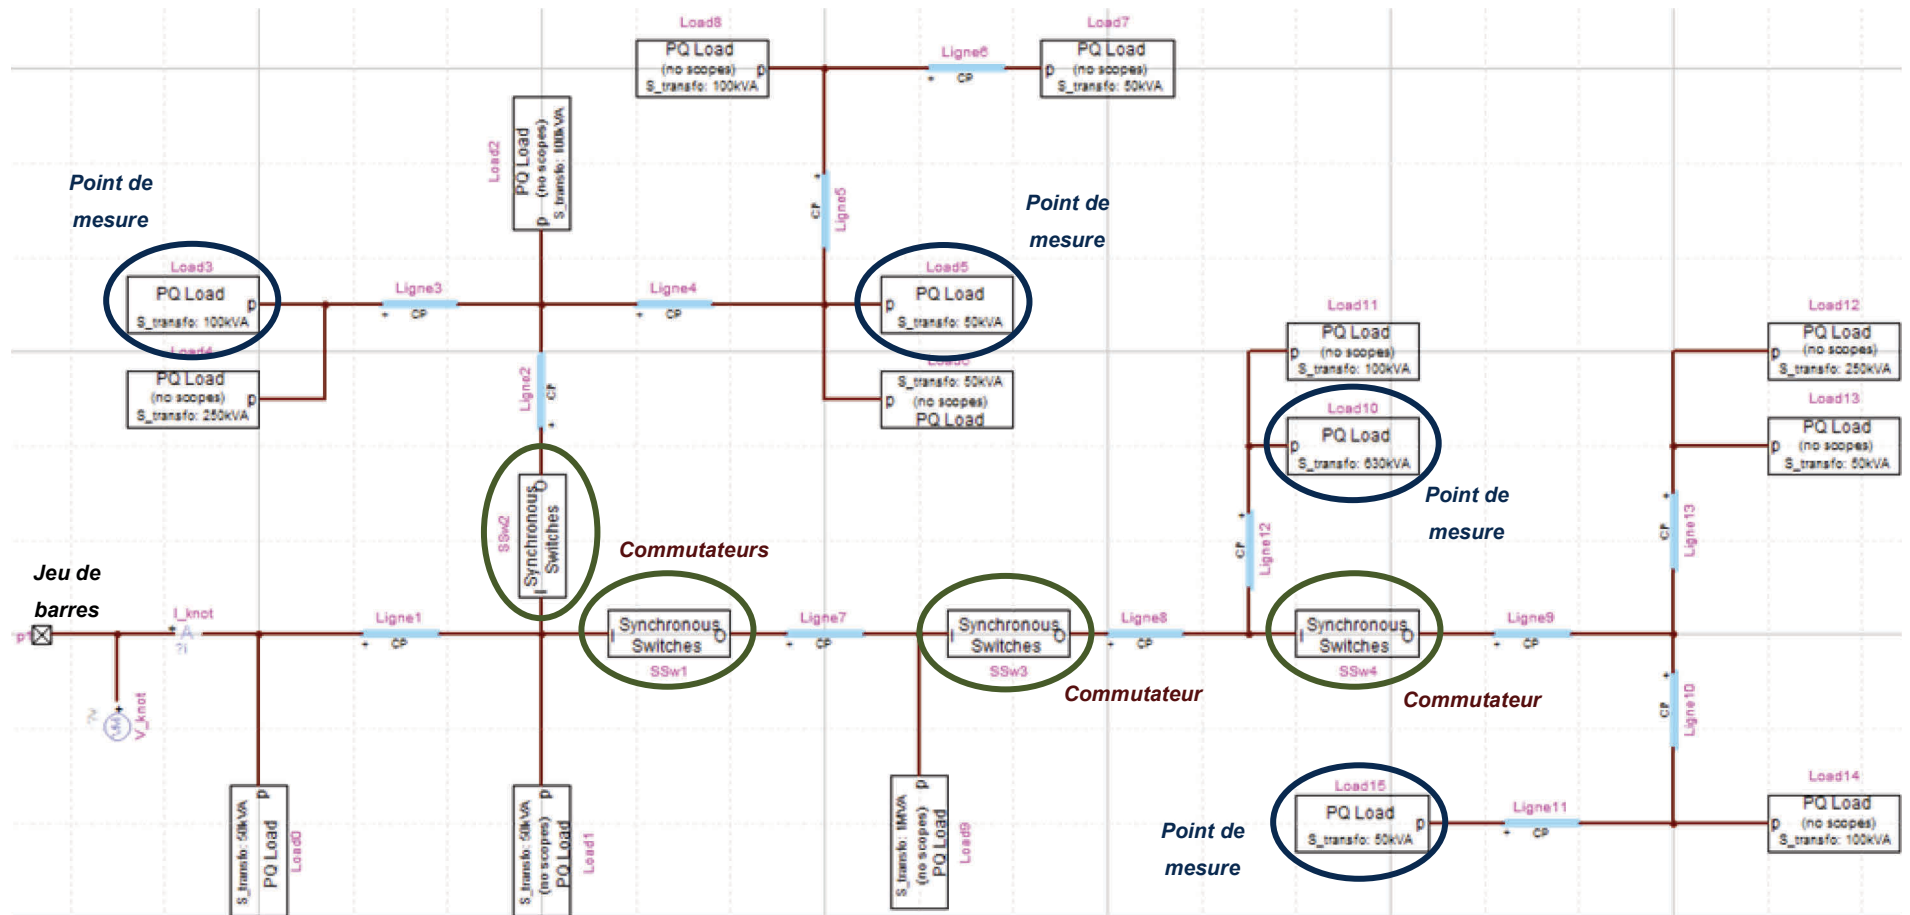 Load8
PQ Load
(no scopes)
p
S_transfo: 100kVA
Ligne6
+ CP
Load7
PQ Load
(no scopes)
p
S_transfo: 50kVA
Load2
PQ Load
(no scopes)
S_transfo: 100kVA
p
Point de
mesure
Load3
PQ Load
p
S_transfo: 100kVA
Load4
PQ Load
(no scopes)
p
S_transfo: 250kVA
Ligne3
+ CP
Ligne4
+ CP
+
CP
Ligne5
Point de
mesure
Load5
PQ Load
p
S_transfo: 50kVA
S_transfo: 50kVA
(no scopes)
p
PQ Load
Ligne2
CP
+
SSw2
Synchronous
Switches
I
O
Load11
PQ Load
(no scopes)
p
S_transfo: 100kVA
Load10
PQ Load
p
S_transfo: 630kVA
Point de
mesure
Load12
PQ Load
(no scopes)
p
S_transfo: 250kVA
Load13
PQ Load
(no scopes)
p
S_transfo: 50kVA
+
CP
Ligne12
+
CP
Ligne13
Jeu de
barres
p1
I_knot
+ A
?i
?v
+
VM
V_knot
Ligne1
+ CP
Commutateurs
Synchronous
I O
Switches
SSw1
Ligne7
+ CP
Synchronous
I O
Switches
SSw3
Commutateur
Ligne8
+ CP
Synchronous
I O
Switches
SSw4
Commutateur
Ligne9
+ CP
+
CP
Ligne10
p
S_transfo: 50kVA
PQ Load
Load0
p
S_transfo: 50kVA
(no scopes)
PQ Load
Load1
p
S_transfo: 1MVA
(no scopes)
PQ Load
Load9
Point de
mesure
Load15
PQ Load
p
S_transfo: 50kVA
Ligne11
+ CP
Load14
PQ Load
(no scopes)
p
S_transfo: 100kVA